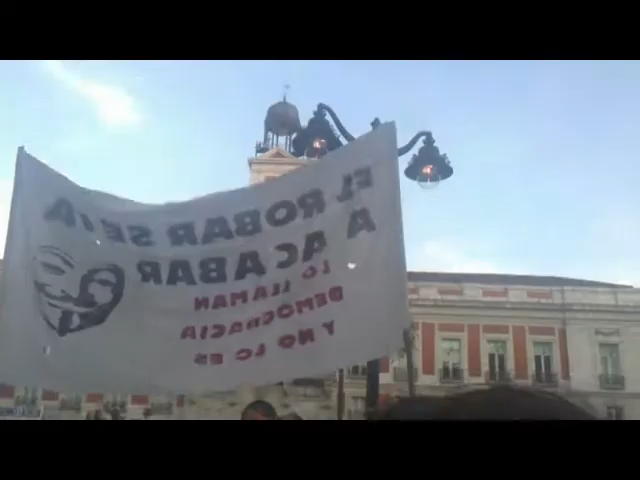 EL ROBAR SE VA
A ACABAR
LO LLAMAN
DEMOCRACIA
Y NO LO ES